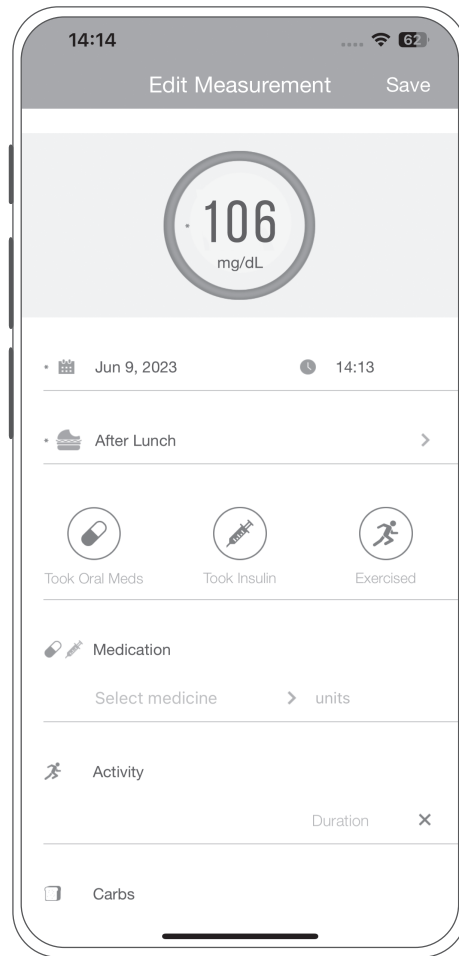 14:14 62
Edit Measurement Save
106
mg/dL
Jun 9, 2023 14:13
After Lunch
Took Oral Meds Took Insulin Exercised
Medication
Select medicine units
Activity
Duration
Carbs